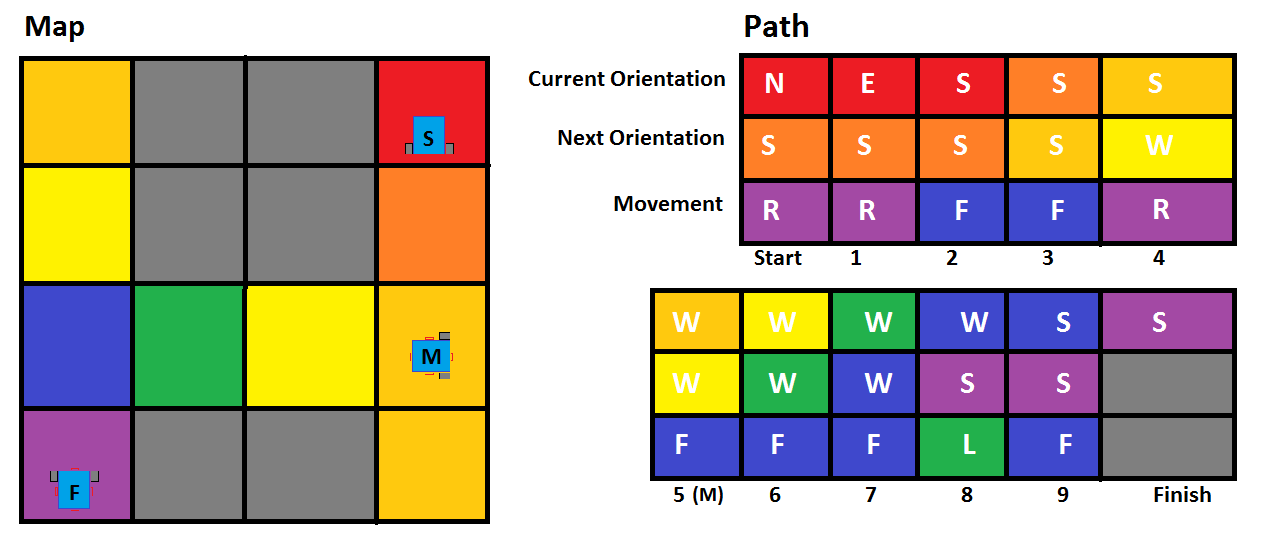 Map
Path
S
M
F
Current Orientation N E S S S
Next Orientation S S S S W
Movement R R F F R
Start 1 2 3 4
W W W W S S
W W W S S
F F F L F
5 (M) 6 7 8 9 Finish